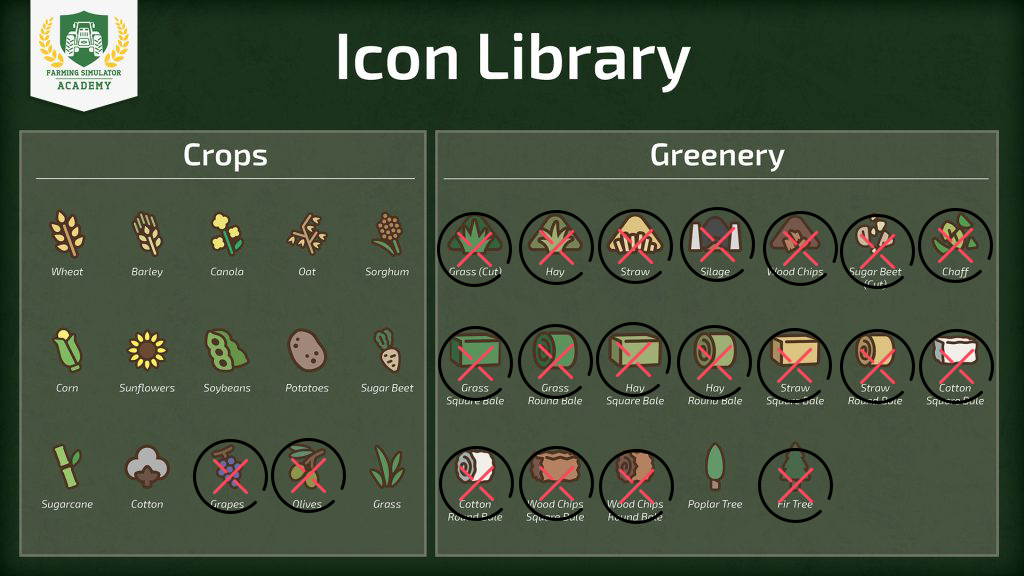 FARMING SIMULATOR
ACADEMY
Icon Library
Crops
Wheat
Barley
Canola
Oat
Sorghum
Corn
Sunflowers
Soybeans
Potatoes
Sugar Beet
Sugarcane
Cotton
Grapes
Olives
Grass
Greenery
Grass (Cut)
Hay
Straw
Silage
Wood Chips
Sugar Beet
(Cut)
Chaff
Grass
Square Bale
Grass
Round Bale
Hay
Square Bale
Hay
Round Bale
Straw
Square Bale
Straw
Round Bale
Cotton
Square Bale
Cotton
Round Bale
Wood Chips
Square Bale
Wood Chips
Round Bale
Poplar Tree
Fir Tree